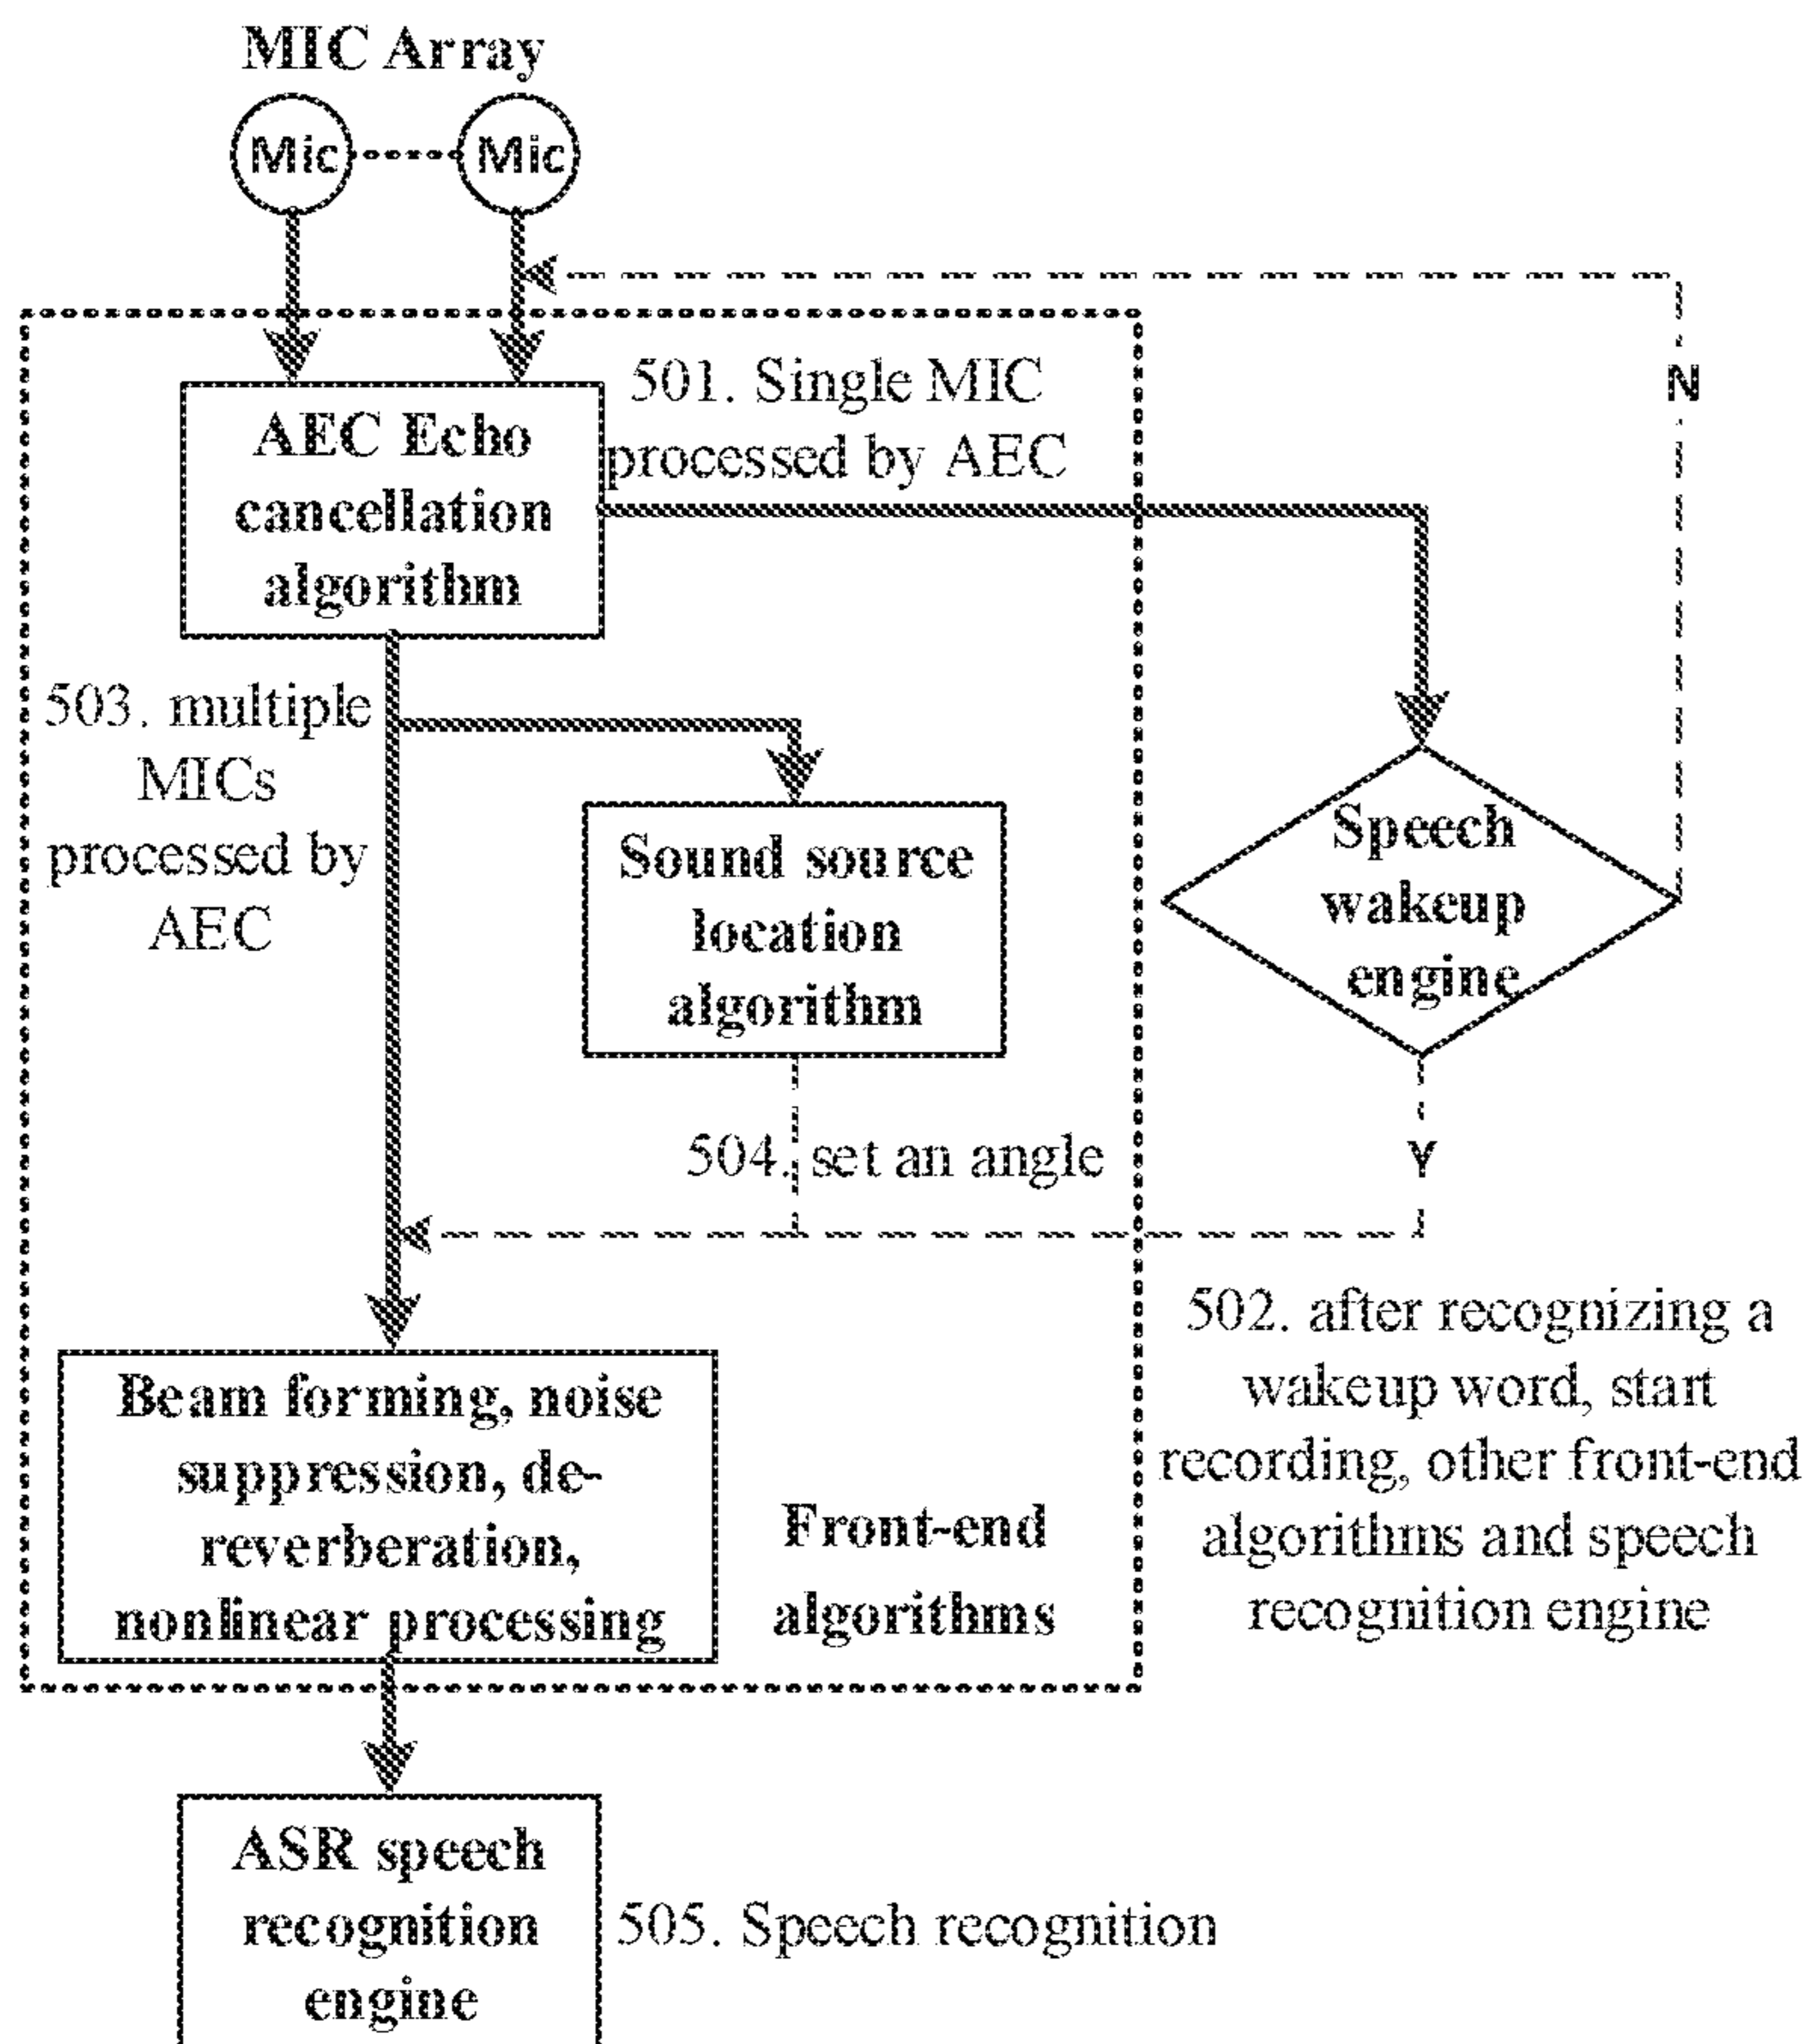 MIC Array
Mic
Mic
N
501. Single MIC
processed by AEC
AEC Echo
cancellation
algorithm
503. multiple
MICs
processed by
AEC
Sound source
location
algorithm
Speech
wakeup
engine
504. set an angle
Y
502. after recognizing a
wakeup word, start
recording, other front-end
algorithms and speech
recognition engine
Beam forming, noise
suppression, de-
reverberation,
nonlinear processing
Front-end
algorithms
ASR speech
recognition
engine
505. Speech recognition